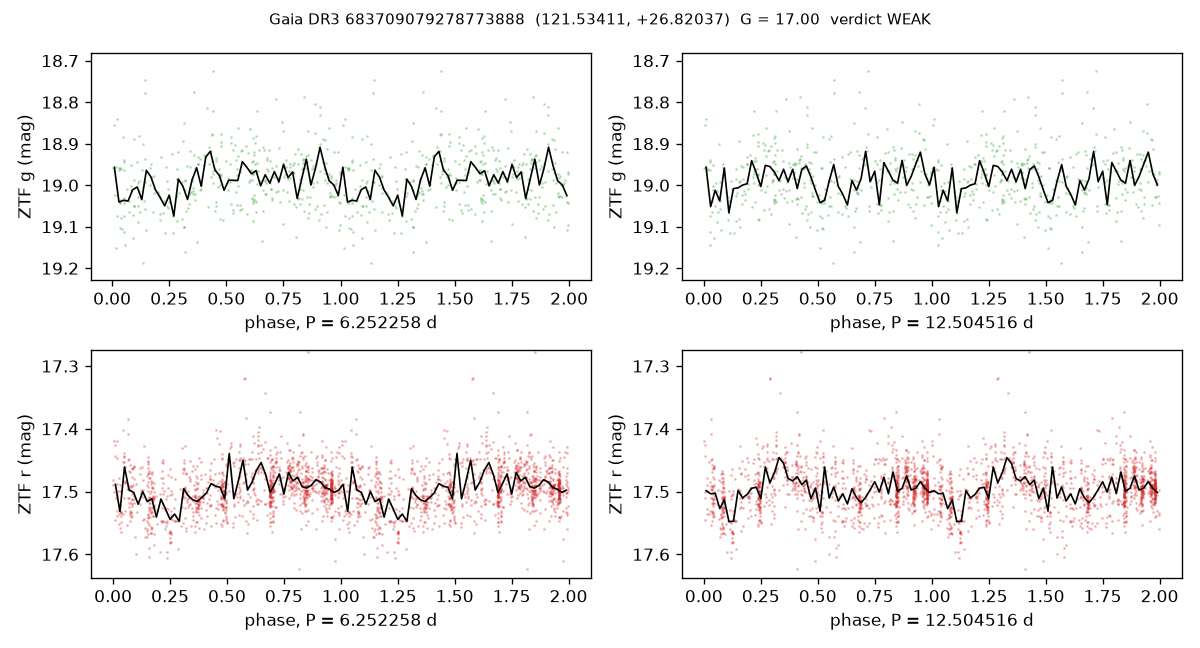 Gaia DR3 683709079278773888  (121.53411, +26.82037)  G = 17.00  verdict WEAK
ZTF g (mag)
18.7
18.8
18.9
19.0
19.1
19.2
0.00 0.25 0.50 0.75 1.00 1.25 1.50 1.75 2.00
phase, P = 6.252258 d
ZTF g (mag)
18.7
18.8
18.9
19.0
19.1
19.2
0.00 0.25 0.50 0.75 1.00 1.25 1.50 1.75 2.00
phase, P = 12.504516 d
ZTF r (mag)
17.3
17.4
17.5
17.6
0.00 0.25 0.50 0.75 1.00 1.25 1.50 1.75 2.00
phase, P = 6.252258 d
ZTF r (mag)
17.3
17.4
17.5
17.6
0.00 0.25 0.50 0.75 1.00 1.25 1.50 1.75 2.00
phase, P = 12.504516 d